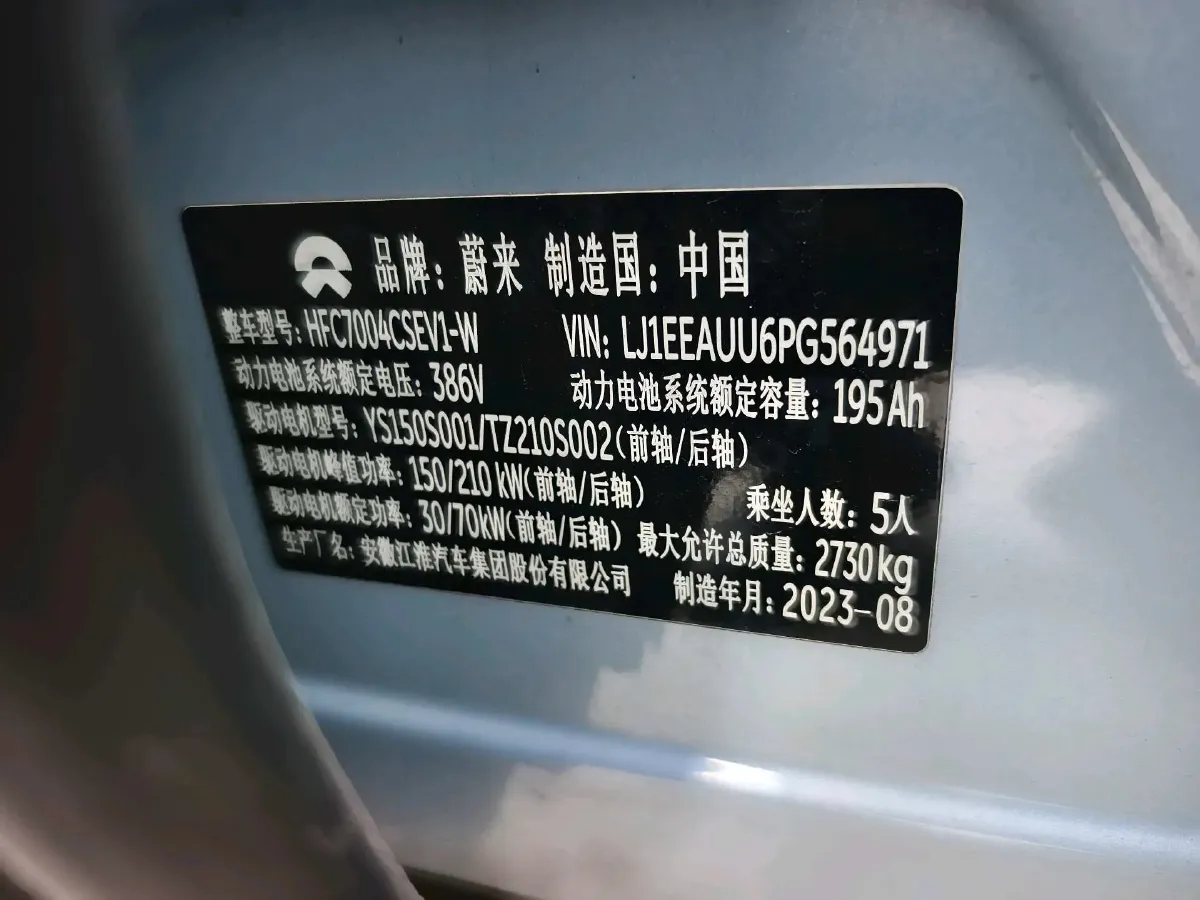 品牌：蔚来 制造国：中国
整车型号：HFC7004CSEV1-W VIN: LJ1EEAUU6PG564971
动力电池系统额定电压：386V 动力电池系统额定容量：195Ah
驱动电机型号：YS150S001/TZ210S002(前轴/后轴)
驱动电机峰值功率：150/210 kW(前轴/后轴) 乘坐人数：5人
驱动电机额定功率：30/70kW(前轴/后轴) 最大允许总质量：2730kg
生产厂名：安徽江淮汽车集团股份有限公司 制造年月：2023-08